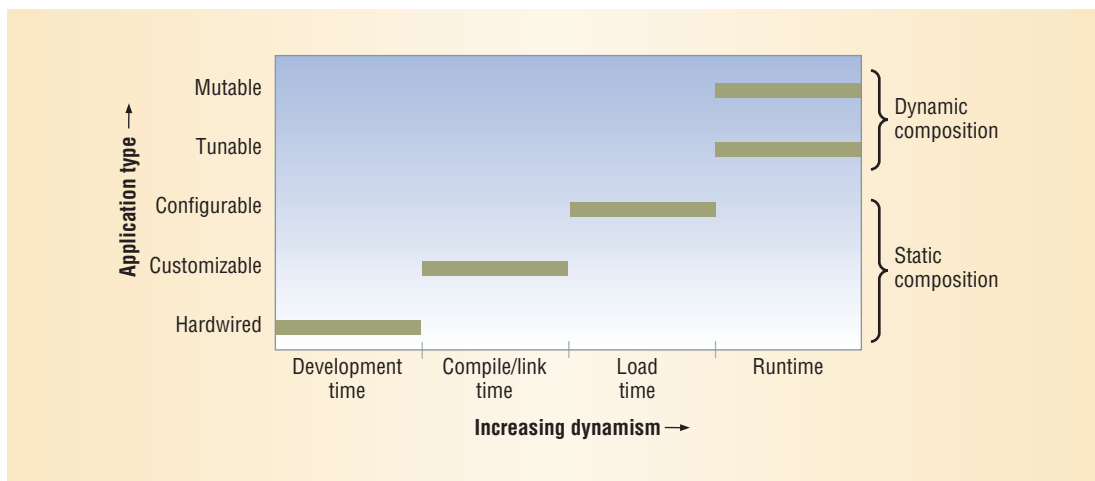 Mutable
Tunable
Configurable
Customizable
Hardwired
Application type →
Dynamic
composition
Static
composition
Development
time
Compile/link
time
Load
time
Runtime
Increasing dynamism →